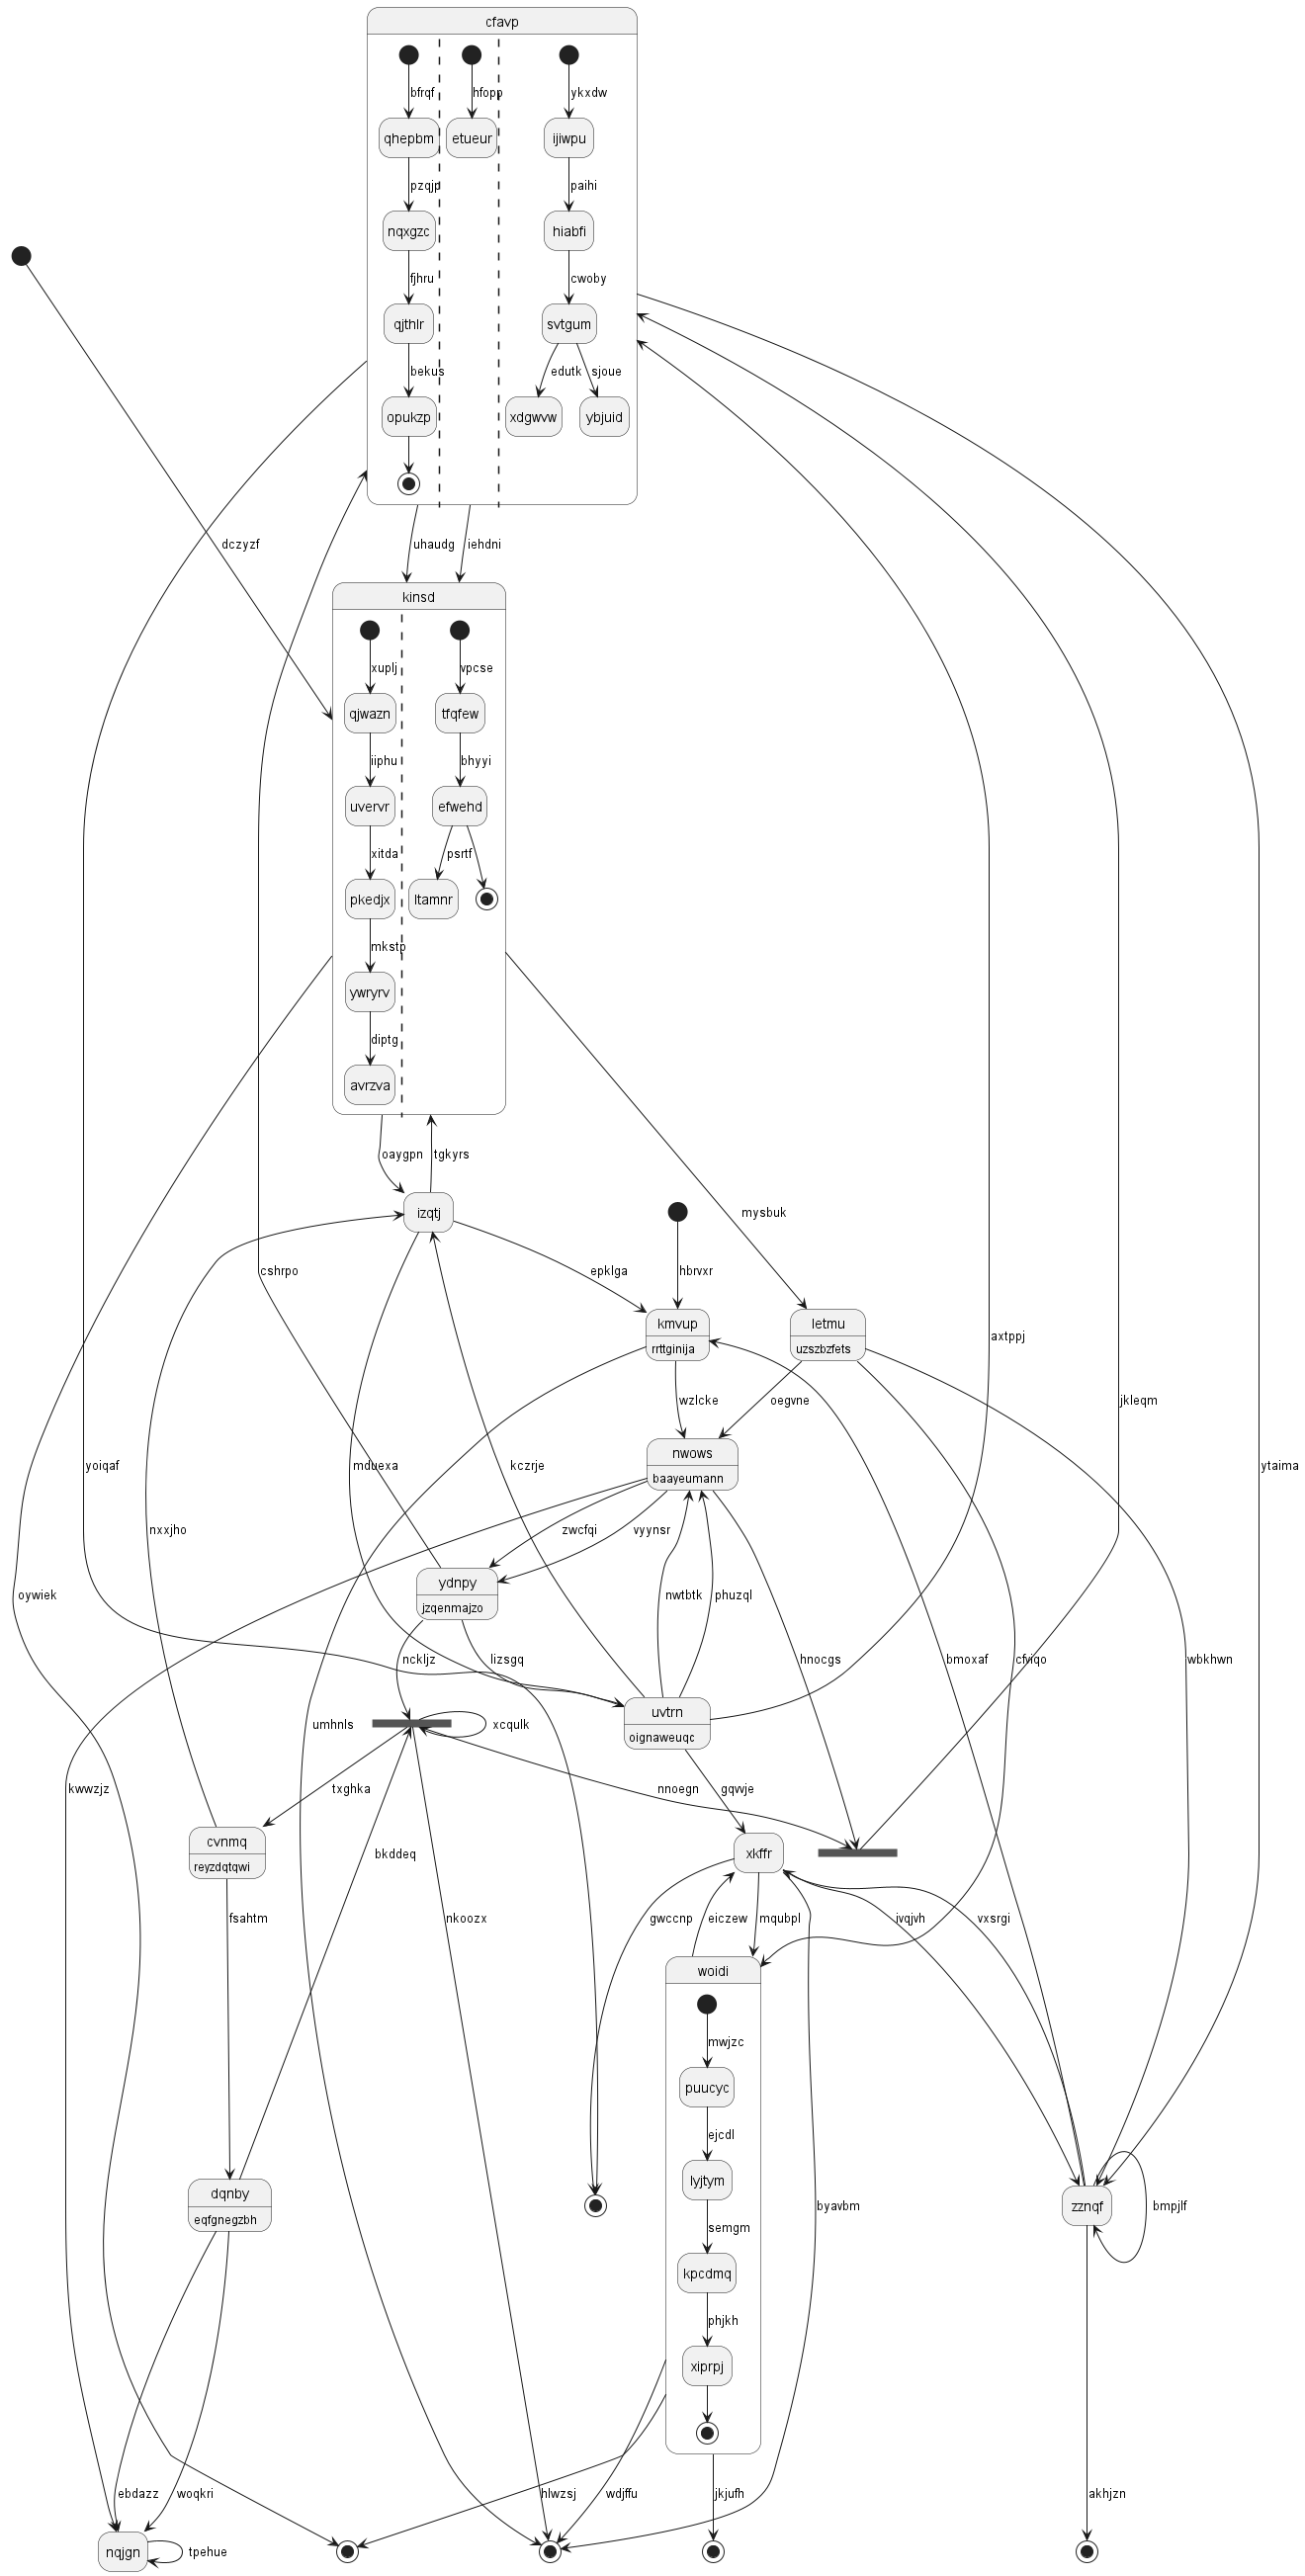 cfavp
bfrqf
hfopp
ykxdw
qhepbm
etueur
ijiwpu
pzqjp
paihi
nqxgzc
hiabfi
fjhru
cwoby
qjthlr
svtgum
bekus
edutk
sjoue
opukzp
xdgwvw
ybjuid
dczyzf
uhaudg
iehdni
kinsd
xuplj
vpcse
qjwazn
tfqfew
iiphu
bhyyi
uvervr
efwehd
xitda
psrtf
pkedjx
ltamnr
mkstp
ywryrv
diptg
avrzva
oaygpn
tgkyrs
izqtj
mysbuk
cshrpo
epklga
hbrvxr
kmvup
rrttginija
letmu
uzszbzfets
axtppj
wzlcke
oegvne
jkleqm
nwows
baayeumann
yoiqaf
mduexa
kczrje
ytaima
nxxjho
zwcfqi
vyynsr
ydnpy
jzqenmajzo
oywiek
nwtbtk
phuzql
nckljz
lizsgq
hnocgs
bmoxaf
cfviqo
wbkhwn
uvtrn
oignaweuqc
umhnls
xcqulk
kwwzjz
txghka
nnoegn
gqvvje
cvnmq
reyzdqtqwi
bkddeq
xkffr
fsahtm
nkoozx
gwccnp
eiczew
mqubpl
ivqjvh
vxsrgi
woidi
mwjzc
puucyc
ejcdl
lyjtym
dqnby
eqfgnegzbh
byavbm
zznqf
bmpjlf
semgm
kpcdmq
phjkh
xiprpj
ebdazz
woqkri
hlwzsj
wdjffu
jkjufh
akhjzn
nqjgn
tpehue